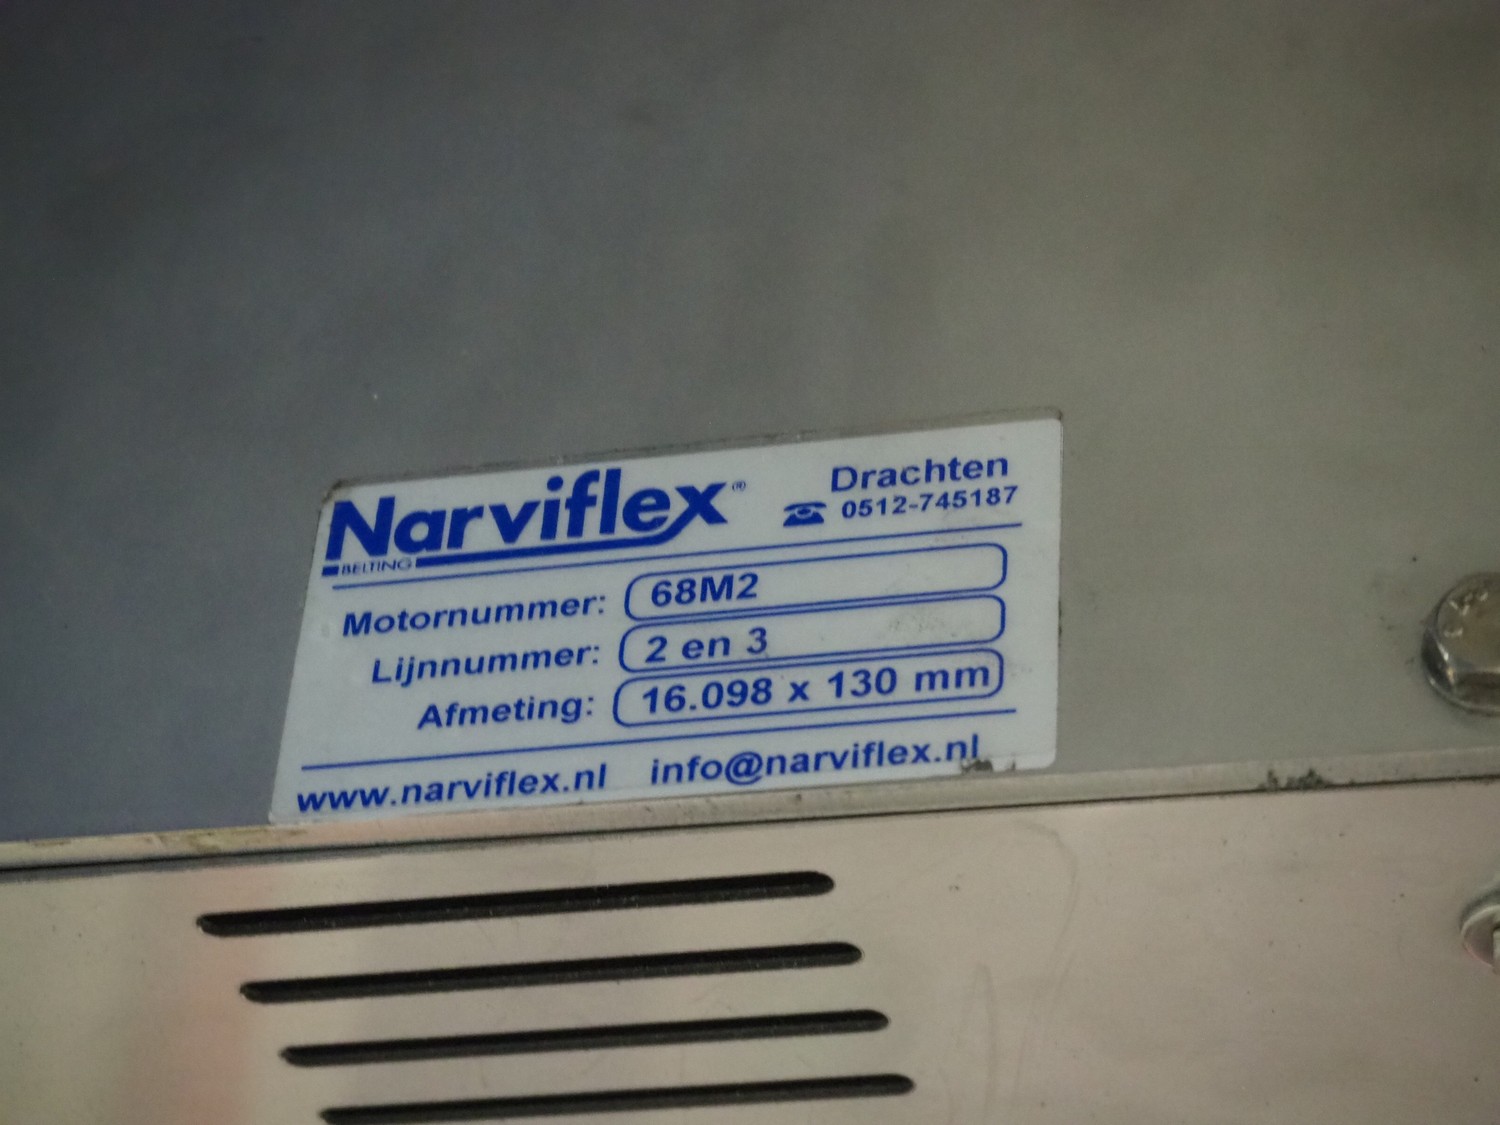 Narviflex®
BELTING
Drachten
☎ 0512-745187
Motornummer: 68M2
Lijnnummer: 2 en 3
Afmeting: 16.098 x 130 mm
www.narviflex.nl info@narviflex.nl